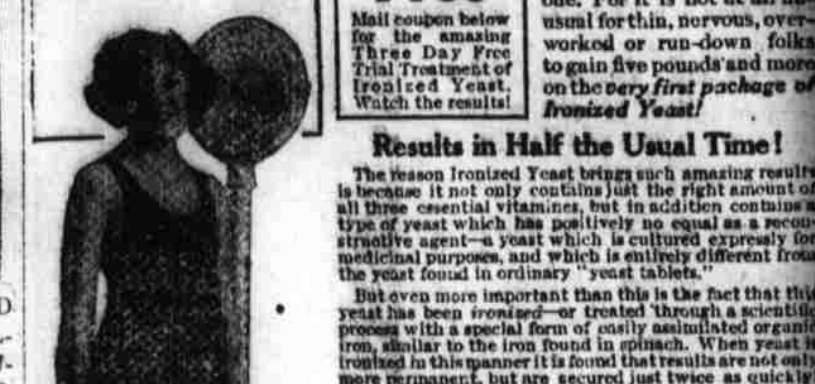 Mail coupon below
for the amazing
Three Day Free
Trial Treatment of
Ironized Yeast.
Watch the results!
one. For it is not at all un-
usual for thin, nervous, over-
worked or run-down folks
to gain five pounds and more
on the very first package of
Ironized Yeast!
Results in Half the Usual Time!
The reason Ironized Yeast brings such amazing results
is because it not only contains just the right amount of
all three essential vitamines, but in addition contains a
type of yeast which has positively no equal as a recon-
structive agent—a yeast which is cultured expressly for
medicinal purposes, and which is entirely different from
the yeast found in ordinary "yeast tablets."
But even more important than this is the fact that this
yeast has been ironized—or treated through a scientific
process with a special form of easily assimilated organic
iron, similar to the iron found in spinach. When yeast is
ironized in this manner it is found that results are not only
more permanent, but are secured just twice as quickly